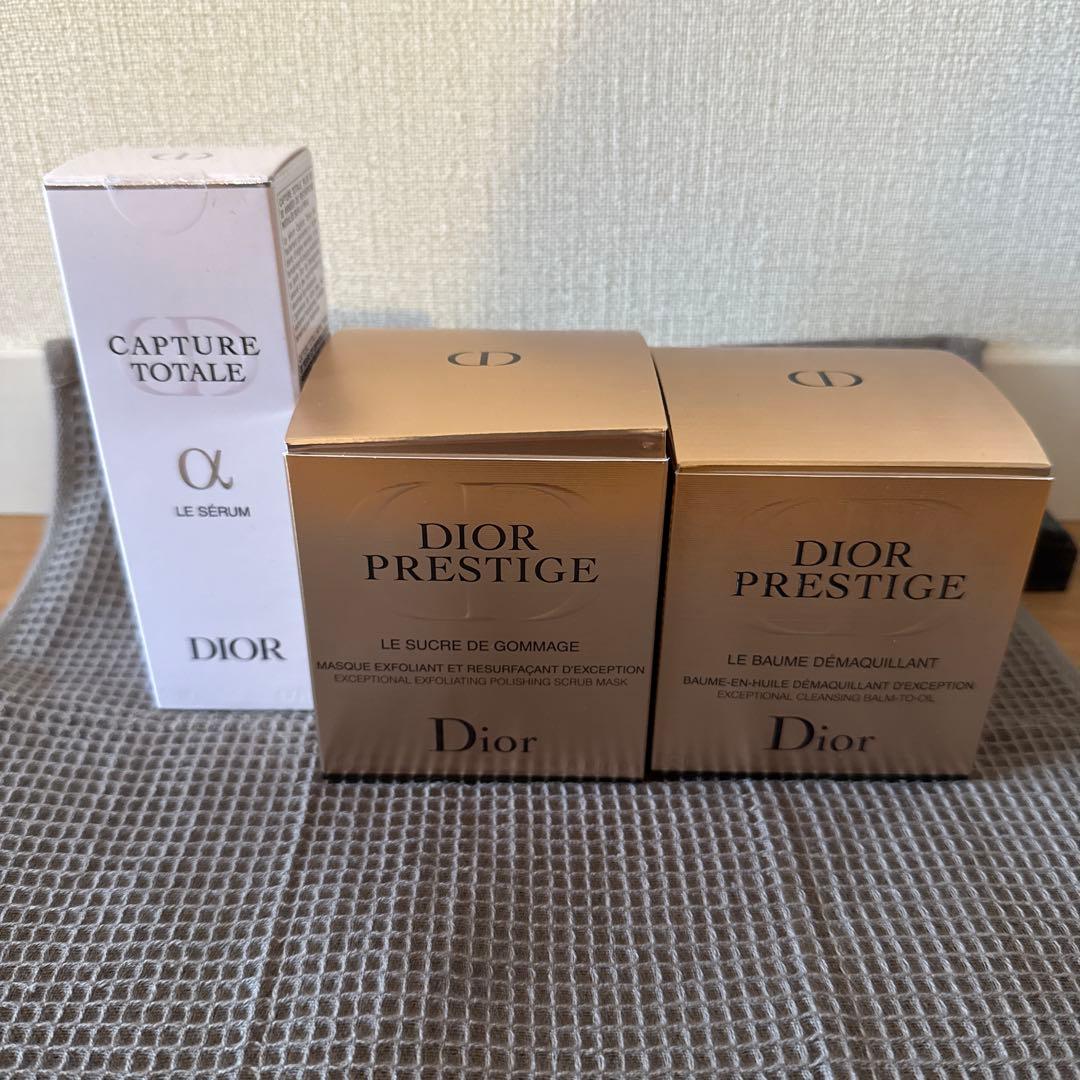 CAPTURE
TOTALE
α
LE SÉRUM
DIOR
CD
DIOR
PRESTIGE
LE SUCRE DE GOMMAGE
MASQUE EXFOLIANT ET RESURFAÇANT D'EXCEPTION
EXCEPTIONAL EXFOLIATING POLISHING SCRUB MASK
Dior
CD
DIOR
PRESTIGE
LE BAUME DÉMAQUILLANT
BAUME-EN-HUILE DÉMAQUILLANT D'EXCEPTION
EXCEPTIONAL CLEANSING BALM-TO-OIL
Dior